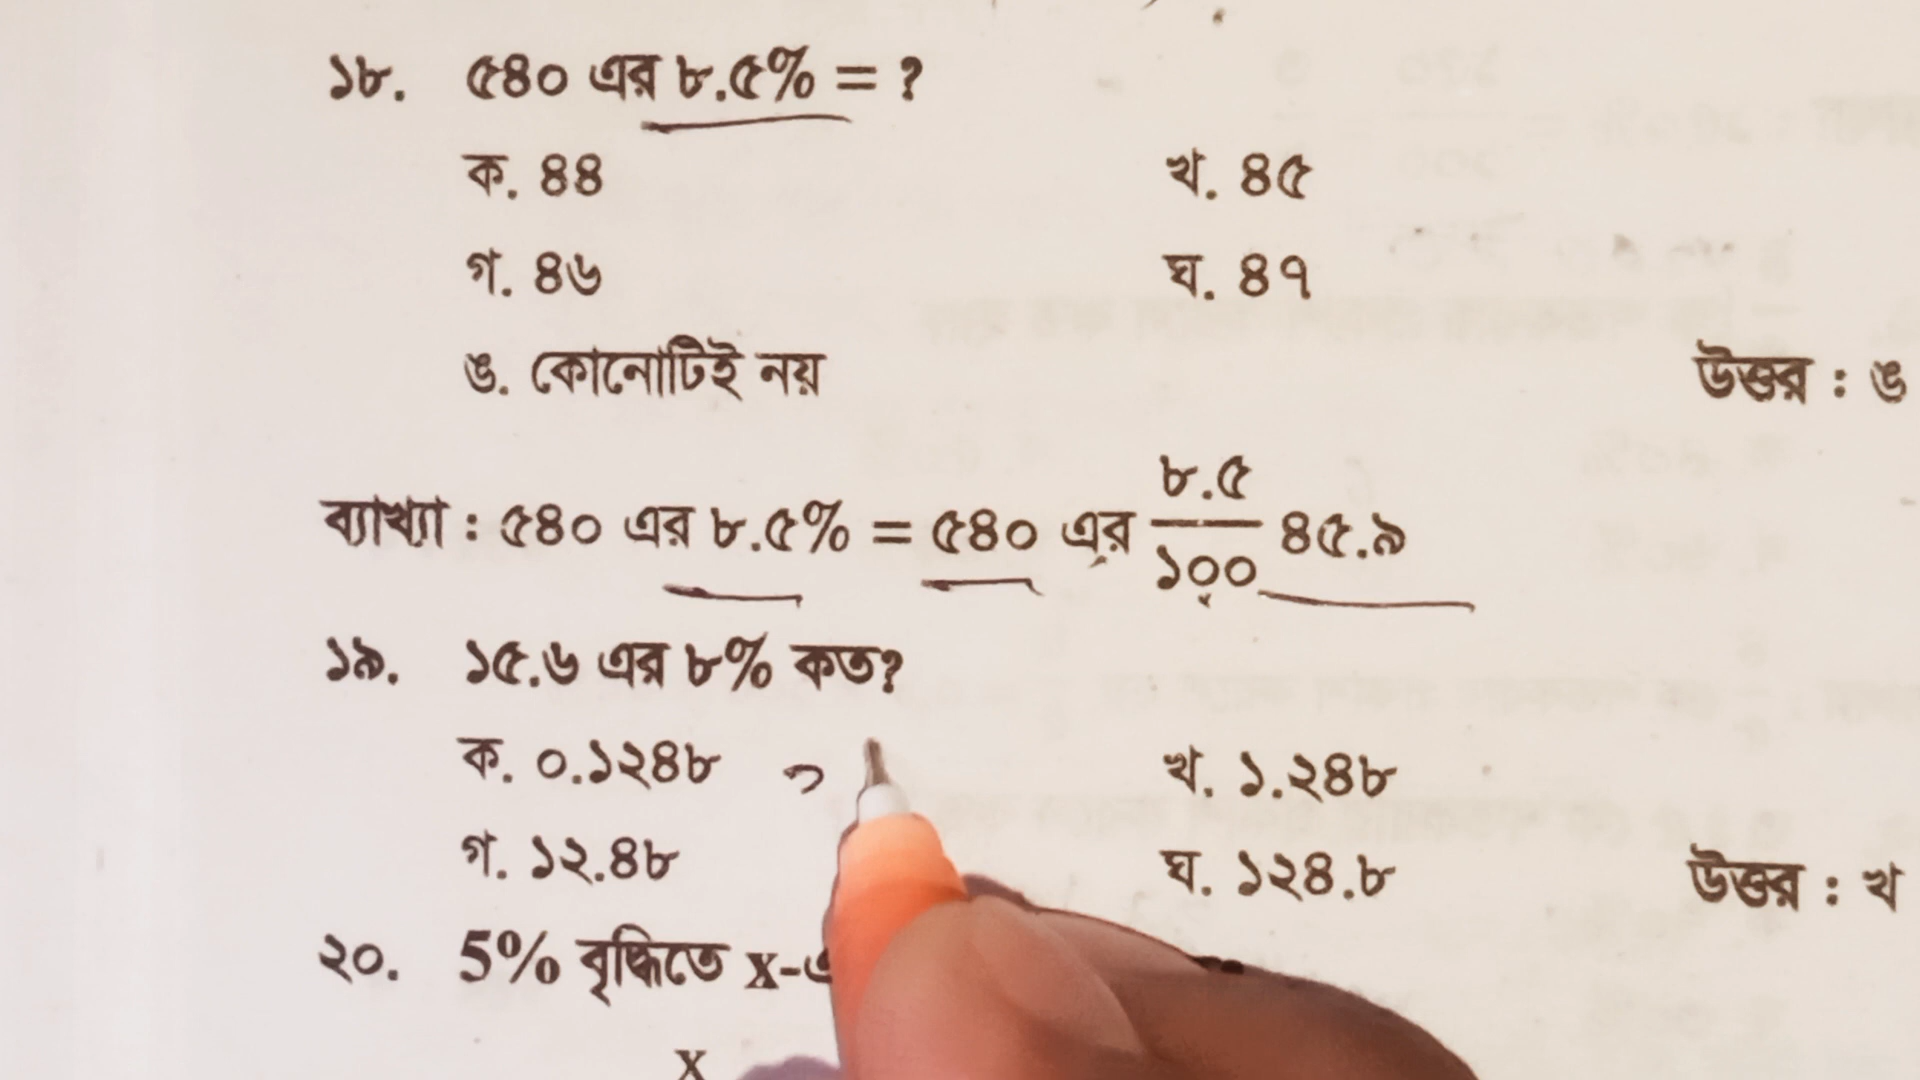 ১৮. ৫৪০ এর ৮.৫% = ?
ক. ৪৪ খ. ৪৫
গ. ৪৬ ঘ. ৪৭
ঙ. কোনোটিই নয় উত্তর : ঙ
ব্যাখ্যা : ৫৪০ এর ৮.৫% = ৫৪০ এর ৮.৫/১০০ ৪৫.৯
১৯. ১৫.৬ এর ৮% কত?
ক. ০.১২৪৮ খ. ১.২৪৮
গ. ১২.৪৮ ঘ. ১২৪.৮ উত্তর : খ
২০. 5% বৃদ্ধিতে x-এ
x